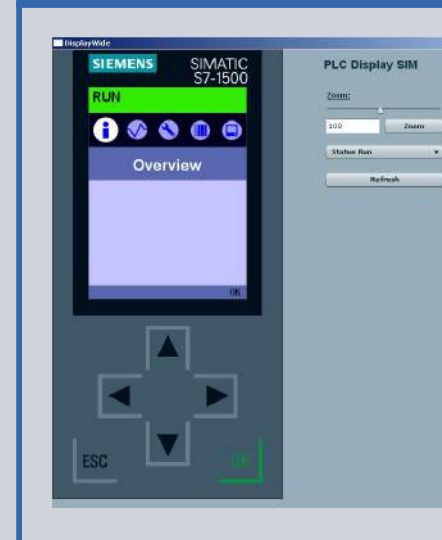 DisplayWide
SIEMENS
SIMATIC
S7-1500
RUN
Overview
OK
ESC
OK
PLC Display SIM
Zoom:
100
Zoom
Status Run
Refresh